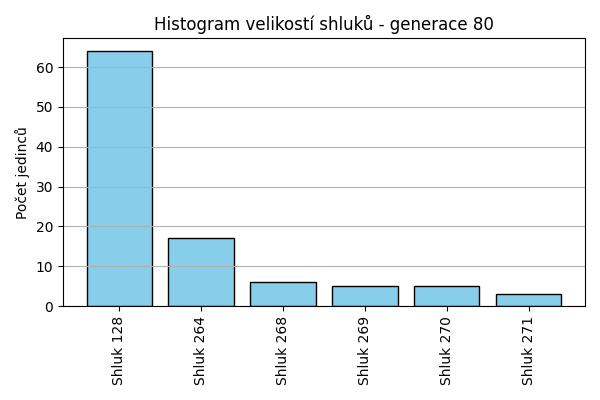 Histogram velikostí shluků - generace 80
Počet jedinců
60
50
40
30
20
10
0
Shluk 128
Shluk 264
Shluk 268
Shluk 269
Shluk 270
Shluk 271